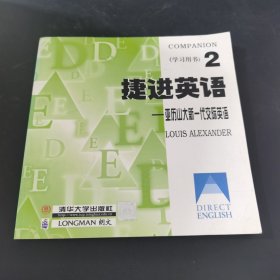 COMPANION
(学习用书) 2
捷进英语
——亚历山大新一代交际英语
LOUIS ALEXANDER
清华大学出版社
LONGMAN 朗文
DIRECT
ENGLISH